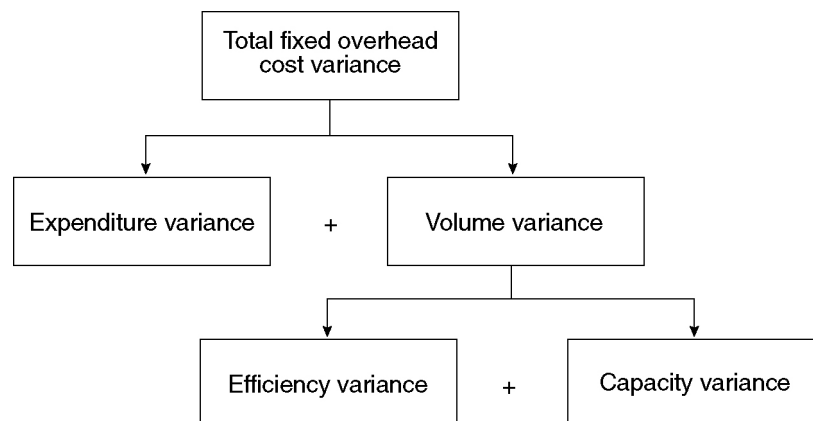 Total fixed overhead
cost variance
Expenditure variance
+
Volume variance
Efficiency variance
+
Capacity variance